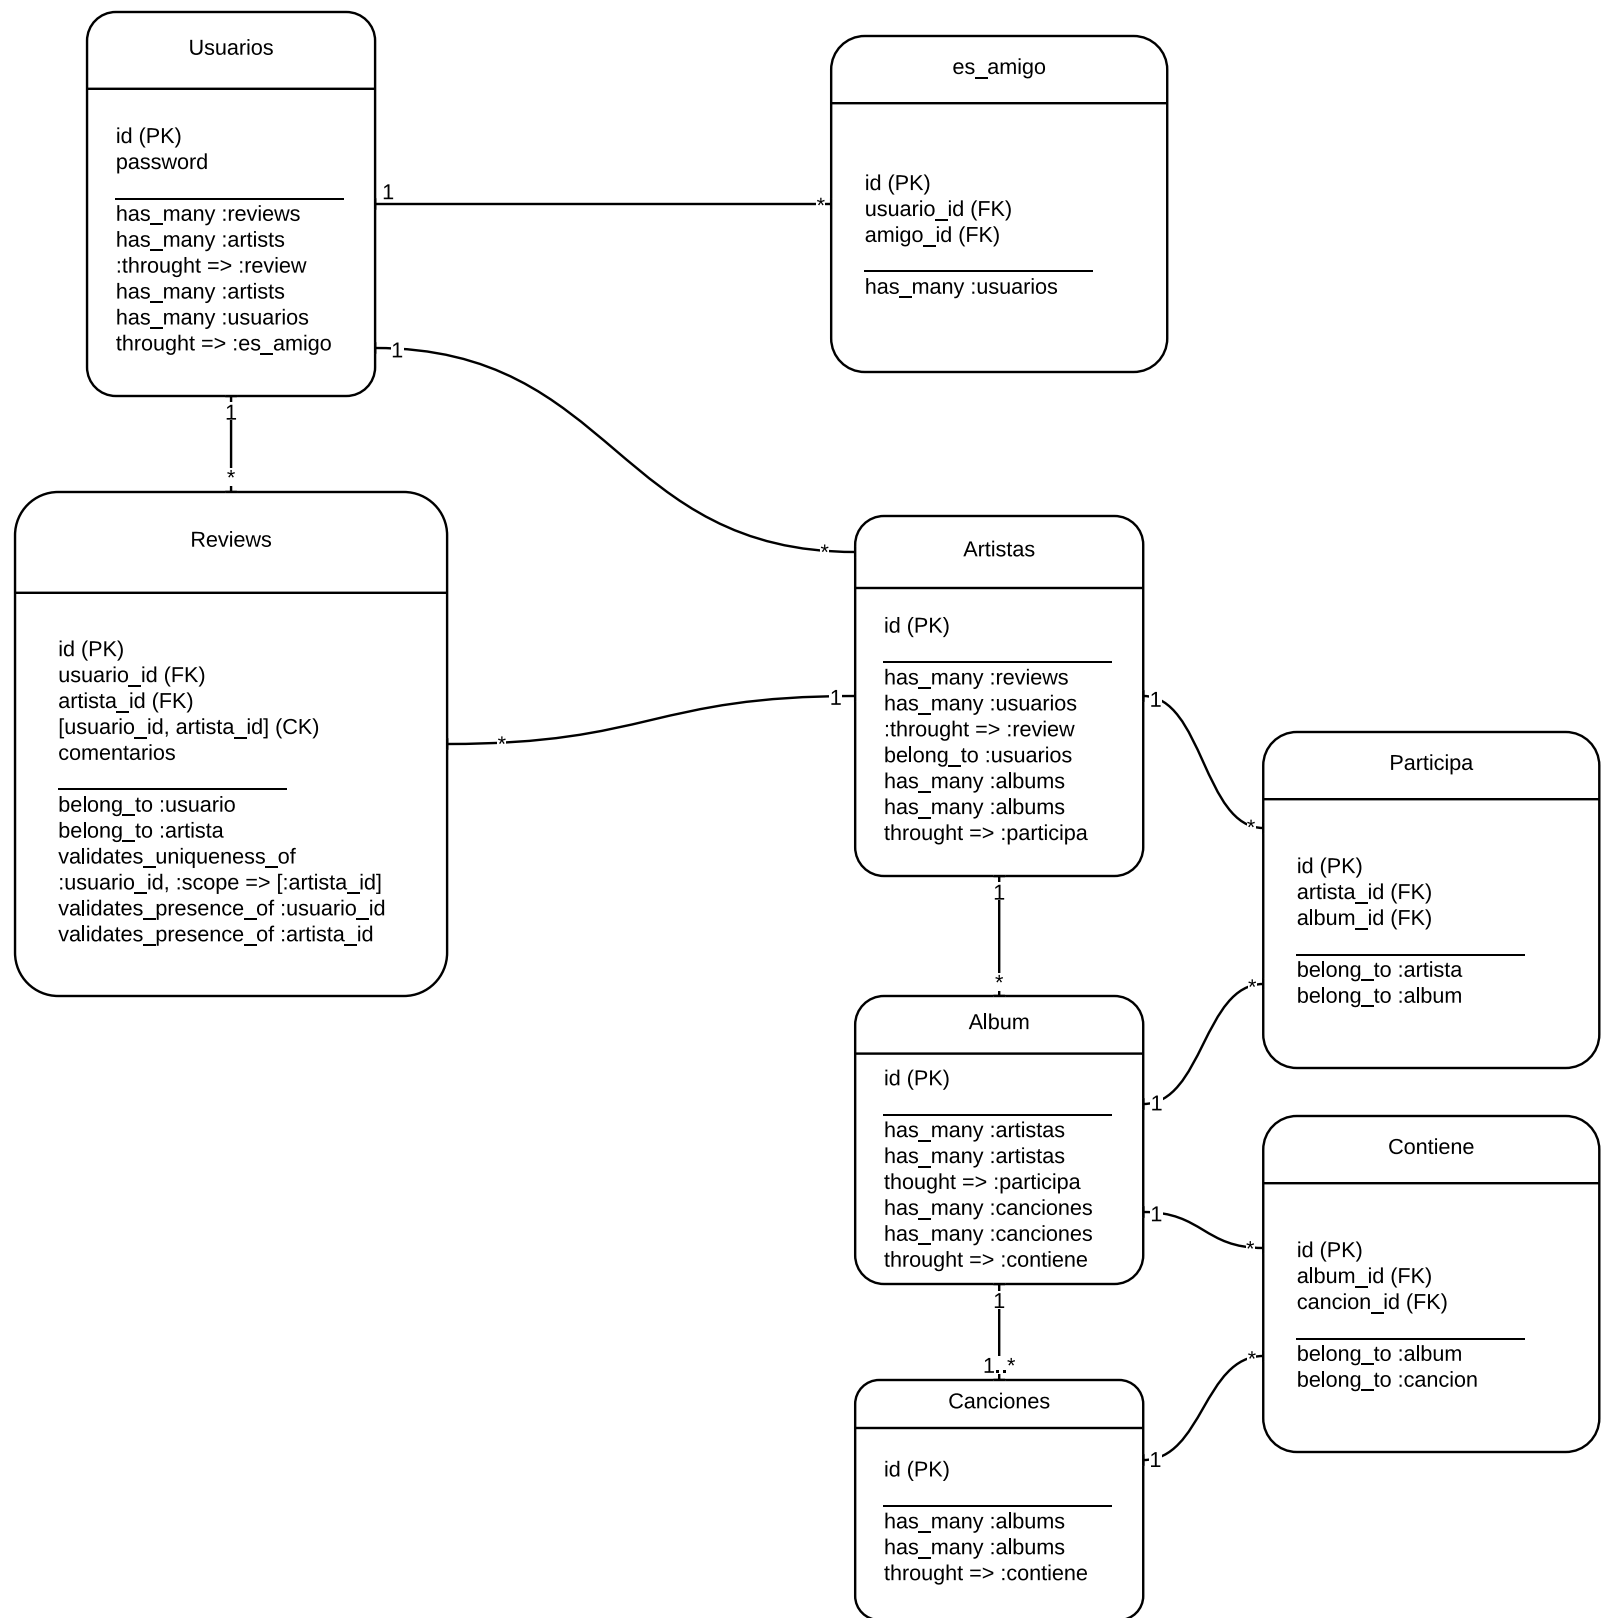 Usuarios
id (PK)
password
has_many :reviews
has_many :artists
:throught => :review
has_many :artists
has_many :usuarios
throught => :es_amigo
1
*
es_amigo
id (PK)
usuario_id (FK)
amigo_id (FK)
has_many :usuarios
1
*
1
*
Reviews
id (PK)
usuario_id (FK)
artista_id (FK)
[usuario_id, artista_id] (CK)
comentarios
belong_to :usuario
belong_to :artista
validates_uniqueness_of
:usuario_id, :scope => [:artista_id]
validates_presence_of :usuario_id
validates_presence_of :artista_id
*
1
Artistas
id (PK)
has_many :reviews
has_many :usuarios
:throught => :review
belong_to :usuarios
has_many :albums
has_many :albums
throught => :participa
1
*
Participa
id (PK)
artista_id (FK)
album_id (FK)
belong_to :artista
belong_to :album
1
*
*
1
Album
id (PK)
has_many :artistas
has_many :artistas
thought => :participa
has_many :canciones
has_many :canciones
throught => :contiene
1
*
Contiene
id (PK)
album_id (FK)
cancion_id (FK)
belong_to :album
belong_to :cancion
1
1..*
*
1
Canciones
id (PK)
has_many :albums
has_many :albums
throught => :contiene